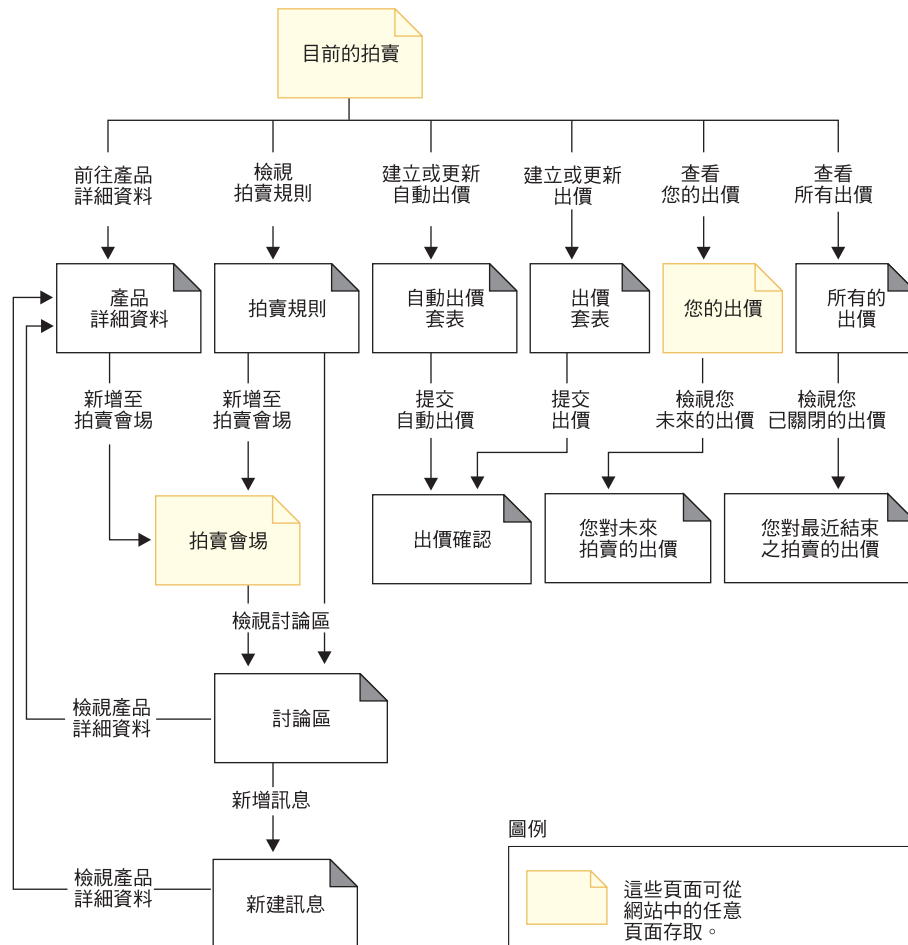 目前的拍賣
前往產品
詳細資料
檢視
拍賣規則
建立或更新
自動出價
建立或更新
出價
查看
您的出價
查看
所有出價
產品
詳細資料
拍賣規則
自動出價
套表
出價
套表
您的出價
所有的
出價
新增至
拍賣會場
新增至
拍賣會場
提交
自動出價
提交
出價
檢視您
未來的出價
檢視您
已關閉的出價
拍賣會場
出價確認
您對未來
拍賣的出價
您對最近結束
之拍賣的出價
檢視討論區
討論區
檢視產品
詳細資料
新增訊息
新建訊息
檢視產品
詳細資料
圖例
這些頁面可從
網站中的任意
頁面存取。